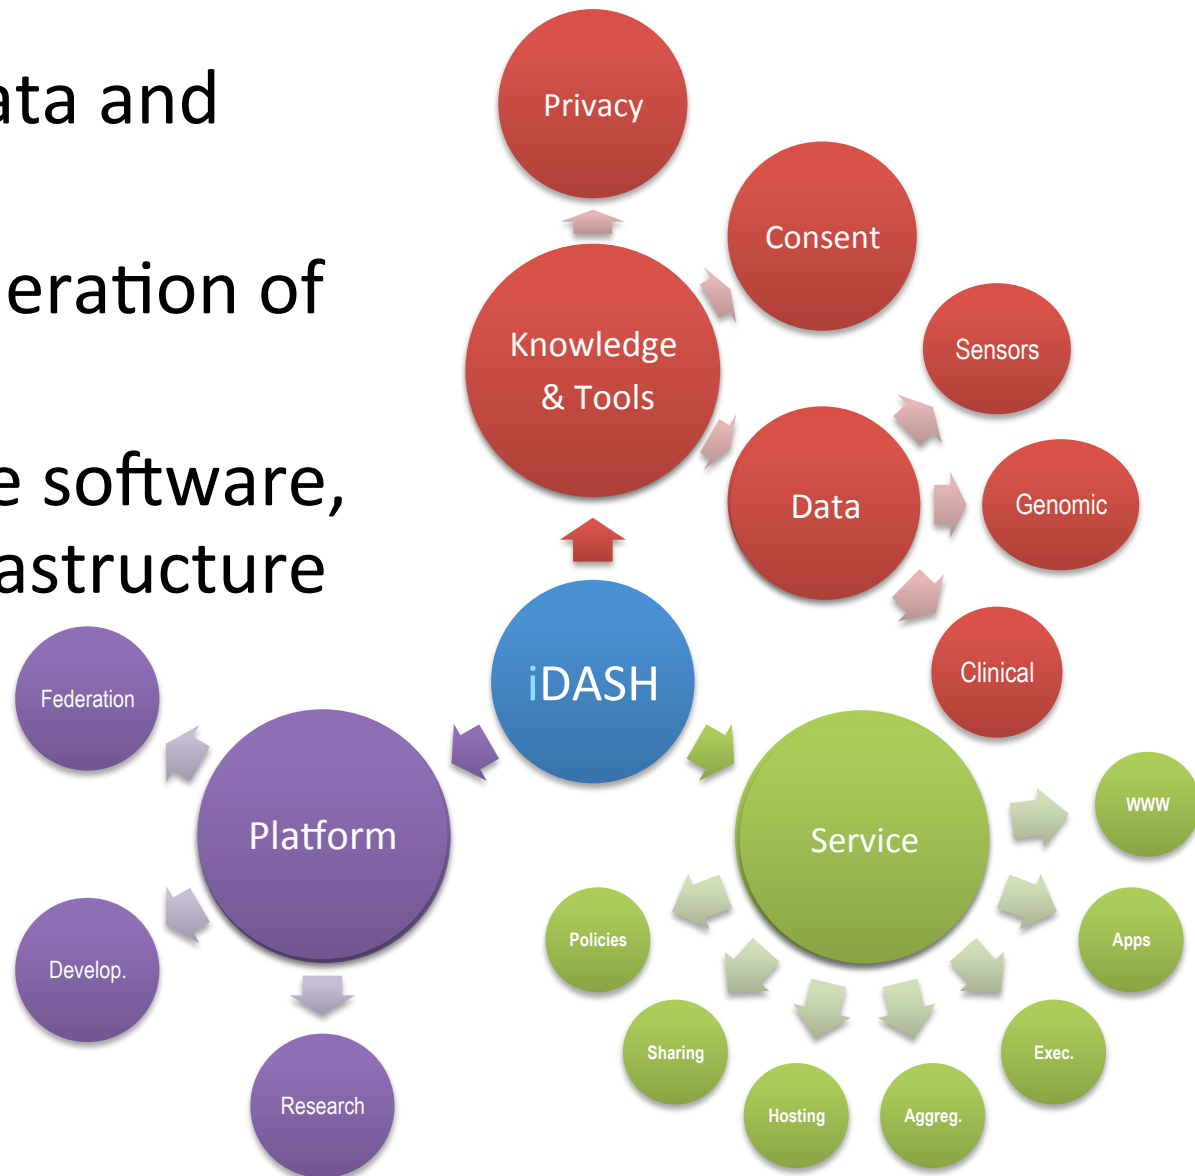 ata and
eration of
e software,
rastructure
Privacy
Consent
Knowledge
& Tools
Sensors
Data
Genomic
Clinical
iDASH
Federation
Platform
Develop.
Research
Service
WWW
Apps
Exec.
Aggreg.
Hosting
Sharing
Policies